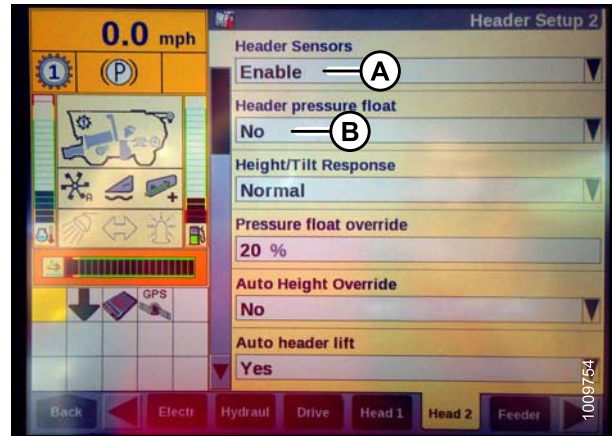 0.0 mph
Header Setup 2
1
(P)
Header Sensors
Enable
A
Header pressure float
No
B
Height/Tilt Response
Normal
R
+
Pressure float override
20 %
Auto Height Override
No
GPS
Auto header lift
Yes
Back
Electr
Hydraul
Drive
Head 1
Head 2
Feeder
1009754